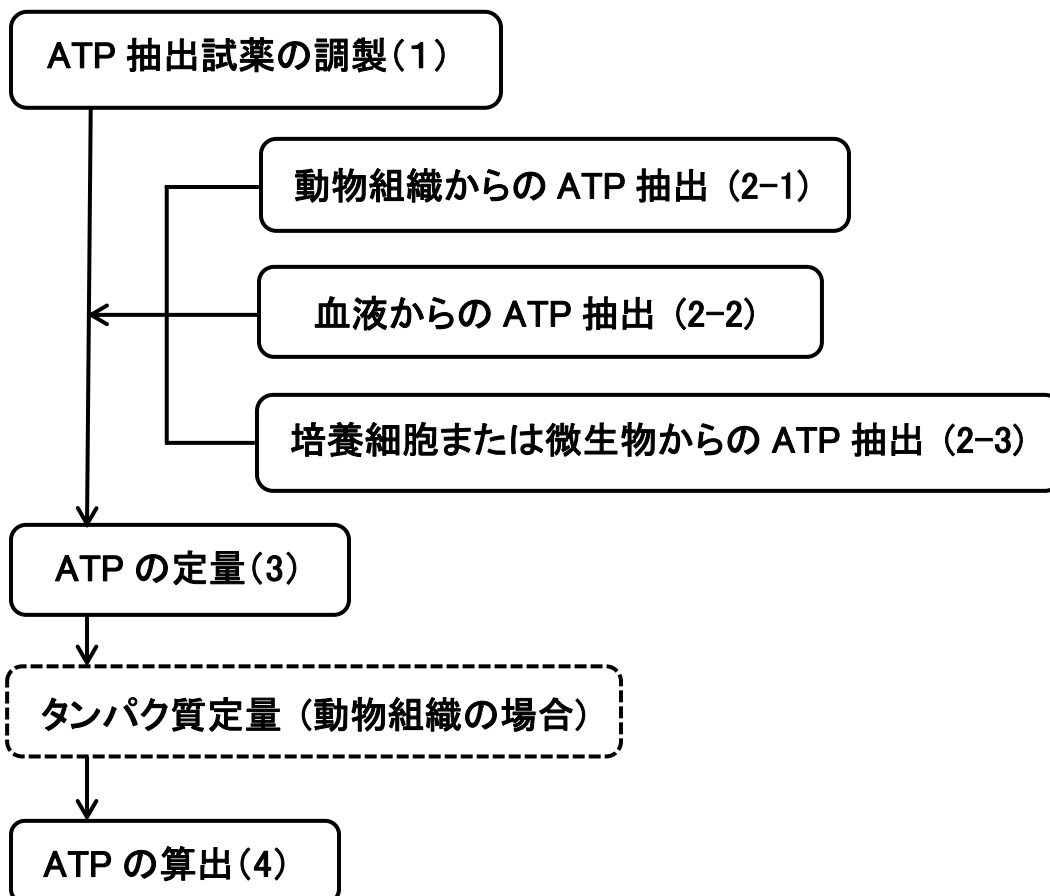 ATP 抽出試薬の調製(1)
動物組織からの ATP 抽出 (2-1)
血液からの ATP 抽出 (2-2)
培養細胞または微生物からの ATP 抽出 (2-3)
ATP の定量(3)
タンパク質定量 (動物組織の場合)
ATP の算出(4)